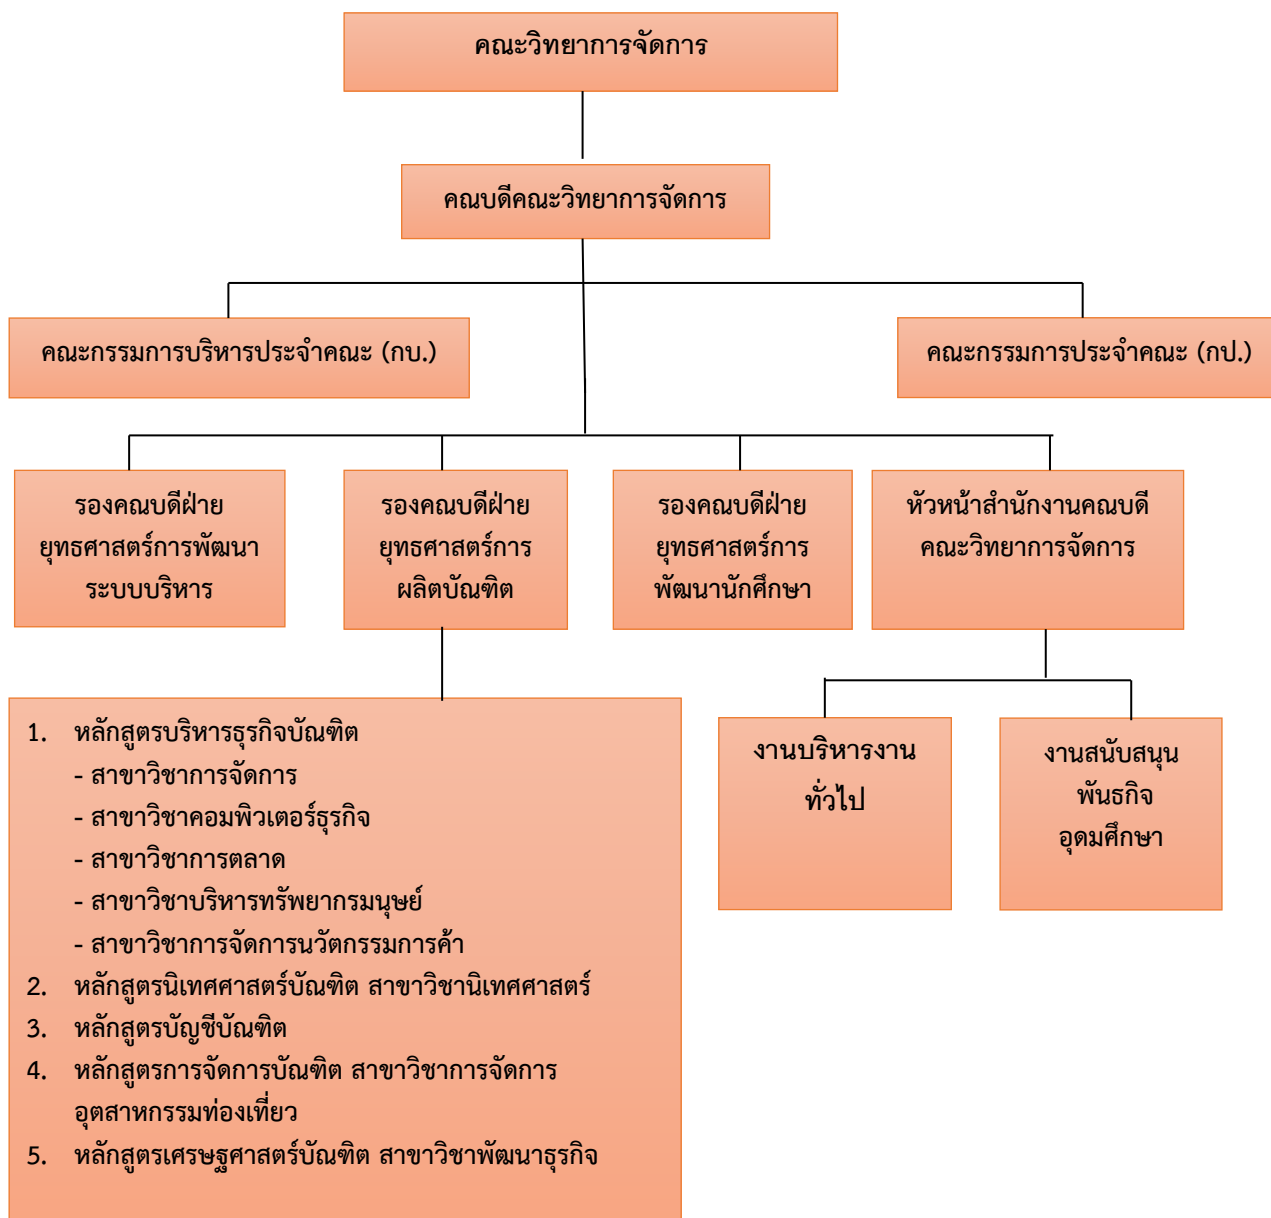 คณะวิทยาการจัดการ
คณบดีคณะวิทยาการจัดการ
คณะกรรมการบริหารประจำคณะ (กบ.)
คณะกรรมการประจำคณะ (กป.)
รองคณบดีฝ่าย
ยุทธศาสตร์การพัฒนา
ระบบบริหาร
รองคณบดีฝ่าย
ยุทธศาสตร์การ
ผลิตบัณฑิต
รองคณบดีฝ่าย
ยุทธศาสตร์การ
พัฒนานักศึกษา
หัวหน้าสำนักงานคณบดี
คณะวิทยาการจัดการ
1. หลักสูตรบริหารธุรกิจบัณฑิต
- สาขาวิชาการจัดการ
- สาขาวิชาคอมพิวเตอร์ธุรกิจ
- สาขาวิชาการตลาด
- สาขาวิชาบริหารทรัพยากรมนุษย์
- สาขาวิชาการจัดการนวัตกรรมการค้า
2. หลักสูตรนิเทศศาสตร์บัณฑิต สาขาวิชานิเทศศาสตร์
3. หลักสูตรบัญชีบัณฑิต
4. หลักสูตรการจัดการบัณฑิต สาขาวิชาการจัดการ
อุตสาหกรรมท่องเที่ยว
5. หลักสูตรเศรษฐศาสตร์บัณฑิต สาขาวิชาพัฒนาธุรกิจ
งานบริหารงาน
ทั่วไป
งานสนับสนุน
พันธกิจ
อุดมศึกษา